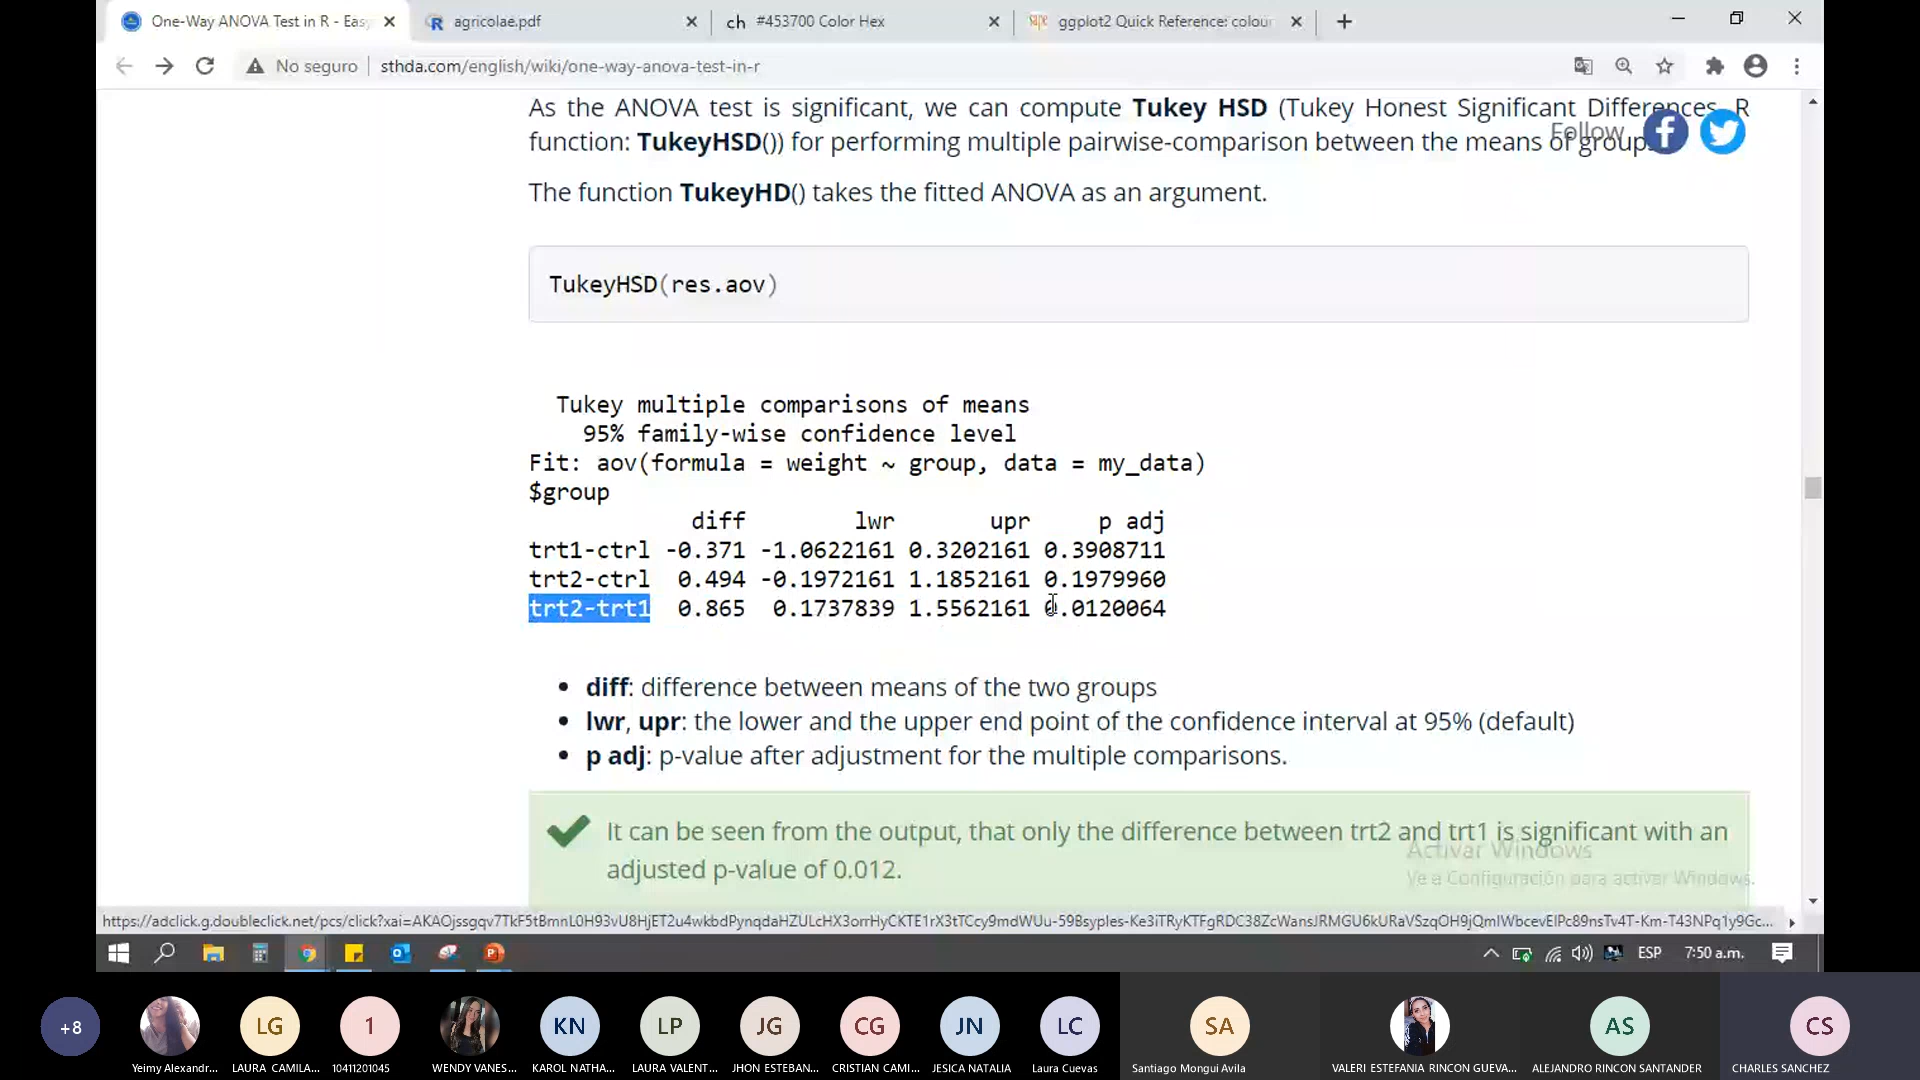 One-Way ANOVA Test in R - Easy
agricolae.pdf
ch #453700 Color Hex
ggplot2 Quick Reference: colour
No seguro
sthda.com/english/wiki/one-way-anova-test-in-r
As the ANOVA test is significant, we can compute Tukey HSD (Tukey Honest Significant Differences, R
function: TukeyHSD()) for performing multiple pairwise-comparison between the means of groups.
Follow
The function TukeyHD() takes the fitted ANOVA as an argument.
TukeyHSD(res.aov)
Tukey multiple comparisons of means
95% family-wise confidence level
Fit: aov(formula = weight ~ group, data = my_data)
$group
diff lwr upr p adj
trt1-ctrl -0.371 -1.0622161 0.3202161 0.3908711
trt2-ctrl 0.494 -0.1972161 1.1852161 0.1979960
trt2-trt1 0.865 0.1737839 1.5562161 0.0120064
• diff: difference between means of the two groups
• lwr, upr: the lower and the upper end point of the confidence interval at 95% (default)
• p adj: p-value after adjustment for the multiple comparisons.
It can be seen from the output, that only the difference between trt2 and trt1 is significant with an
adjusted p-value of 0.012.
Activar Windows
Ve a Configuración para activar Windows.
ESP
7:50 a.m.
+8
LG
1
KN
LP
JG
CG
JN
LC
SA
AS
CS
Yeimy Alexandr...
LAURA CAMILA...
10411201045
WENDY VANES...
KAROL NATHA...
LAURA VALENT...
JHON ESTEBAN...
CRISTIAN CAMI...
JESICA NATALIA
Laura Cuevas
Santiago Mongui Avila
VALERI ESTEFANIA RINCON GUEVA...
ALEJANDRO RINCON SANTANDER
CHARLES SANCHEZ